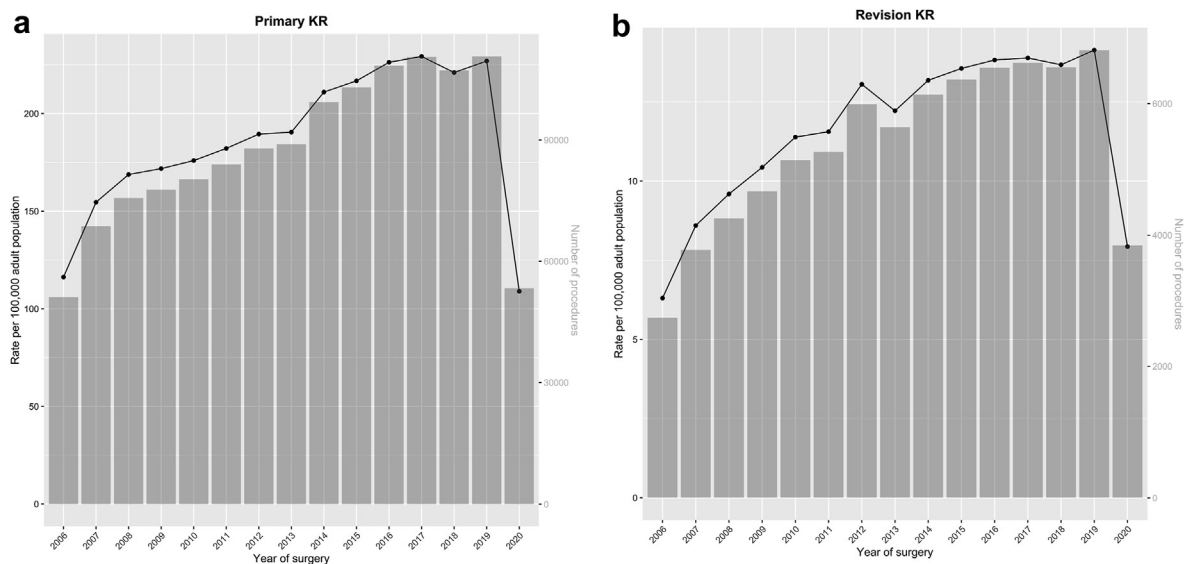 a
Primary KR
Rate per 100,000 adult population
200
150
100
50
0
90000
60000
30000
0
Number of procedures
2006 2007 2008 2009 2010 2011 2012 2013 2014 2015 2016 2017 2018 2019 2020
Year of surgery
b
Revision KR
Rate per 100,000 adult population
10
5
0
6000
4000
2000
0
Number of procedures
2006 2007 2008 2009 2010 2011 2012 2013 2014 2015 2016 2017 2018 2019 2020
Year of surgery